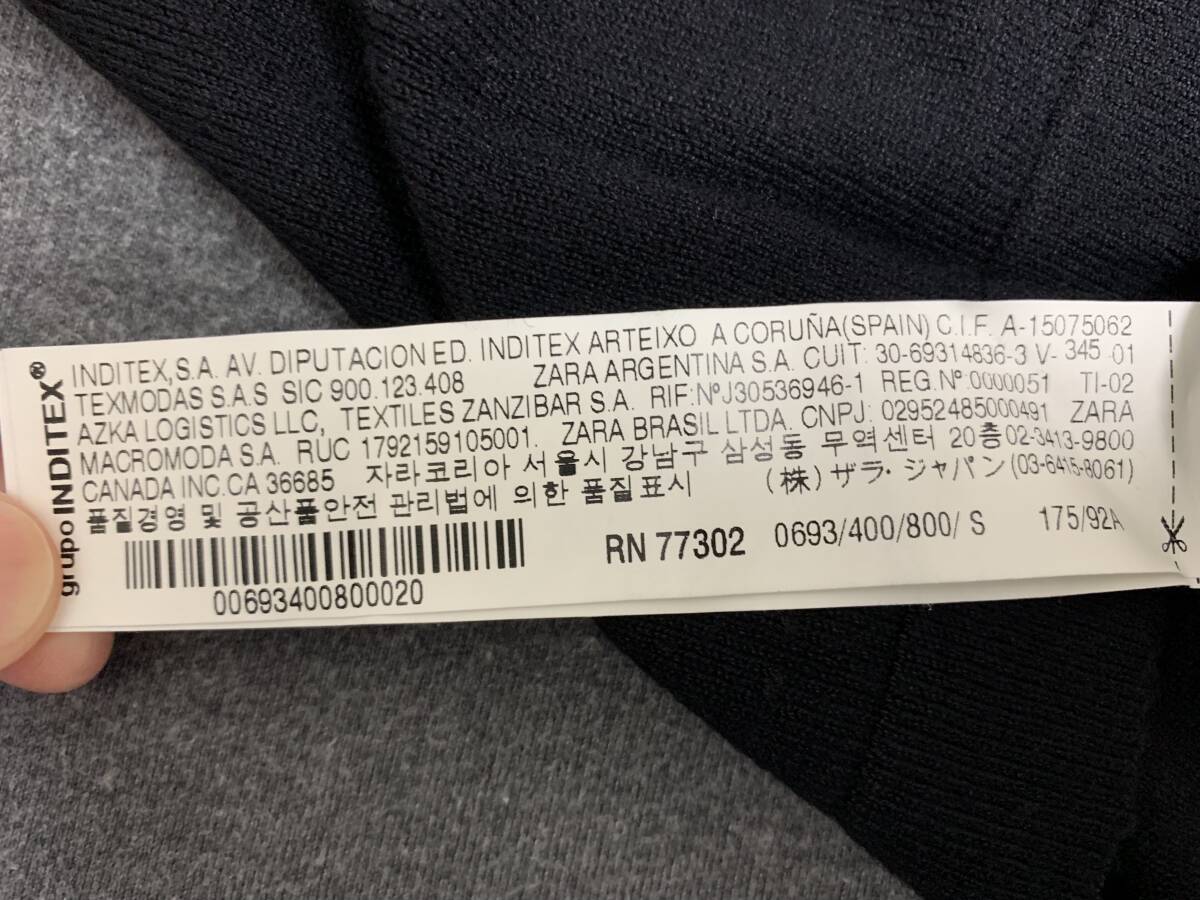 grupo INDITEX®
INDITEX,S.A. AV. DIPUTACION ED. INDITEX ARTEIXO A CORUÑA(SPAIN) C.I.F. A-15075062
TEXMODAS S.A.S SIC 900.123.408 ZARA ARGENTINA S.A. CUIT: 30-69314836-3 V- 345 .01
AZKA LOGISTICS LLC, TEXTILES ZANZIBAR S.A. RIF:NºJ30536946-1 REG.Nº:0000051 TI-02
MACROMODA S.A. RUC 1792159105001. ZARA BRASIL LTDA. CNPJ: 02952485000491 ZARA
CANADA INC.CA 36685 자라코리아 서울시 강남구 삼성동 무역센터 20층02-3413-9800
품질경영 및 공산품안전 관리법에 의한 품질표시 (株)ザラ・ジャパン(03-6415-8061)
RN 77302 0693/400/800/ S 175/92A
00693400800020